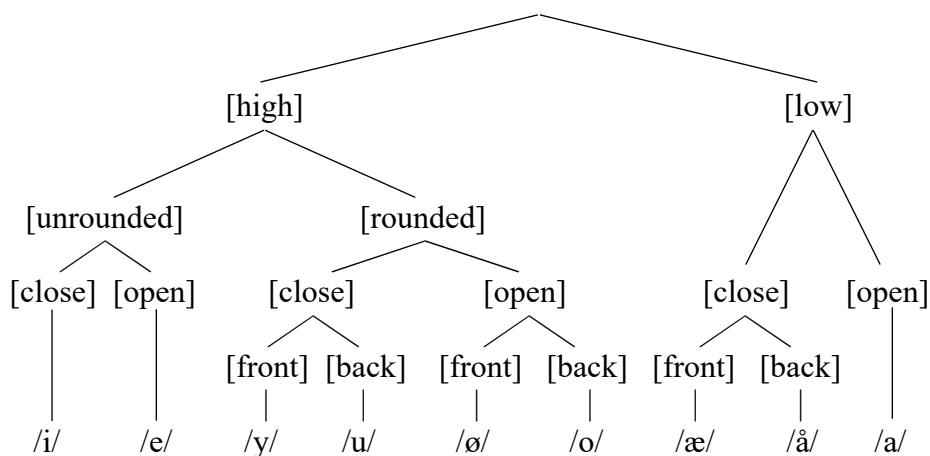 [high] [low]
[unrounded] [rounded]
[close] [open] [close] [open] [close] [open]
[front] [back] [front] [back] [front] [back]
/i/ /e/ /y/ /u/ /ø/ /o/ /æ/ /å/ /a/